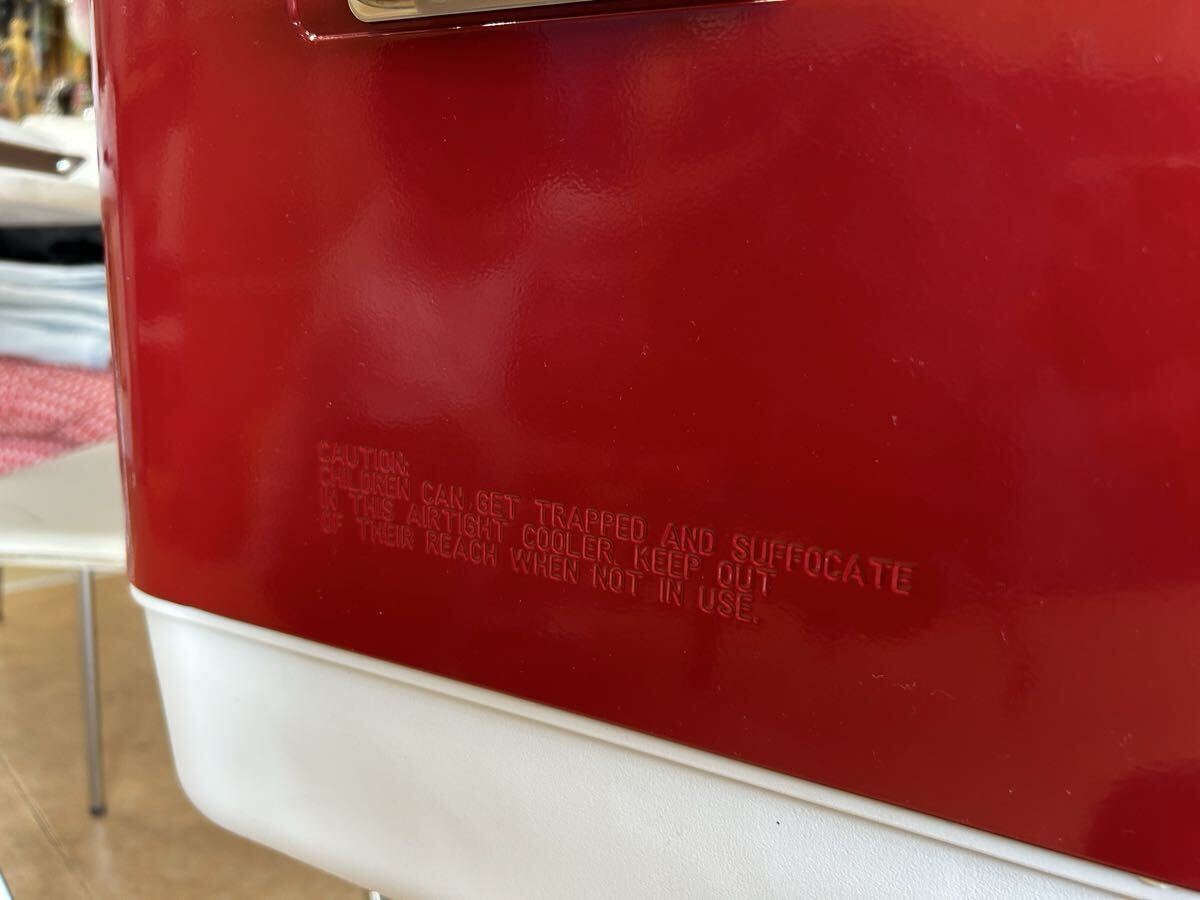 CAUTION:
CHILDREN CAN GET TRAPPED AND SUFFOCATE
IN THIS AIRTIGHT COOLER. KEEP OUT
OF THEIR REACH WHEN NOT IN USE.